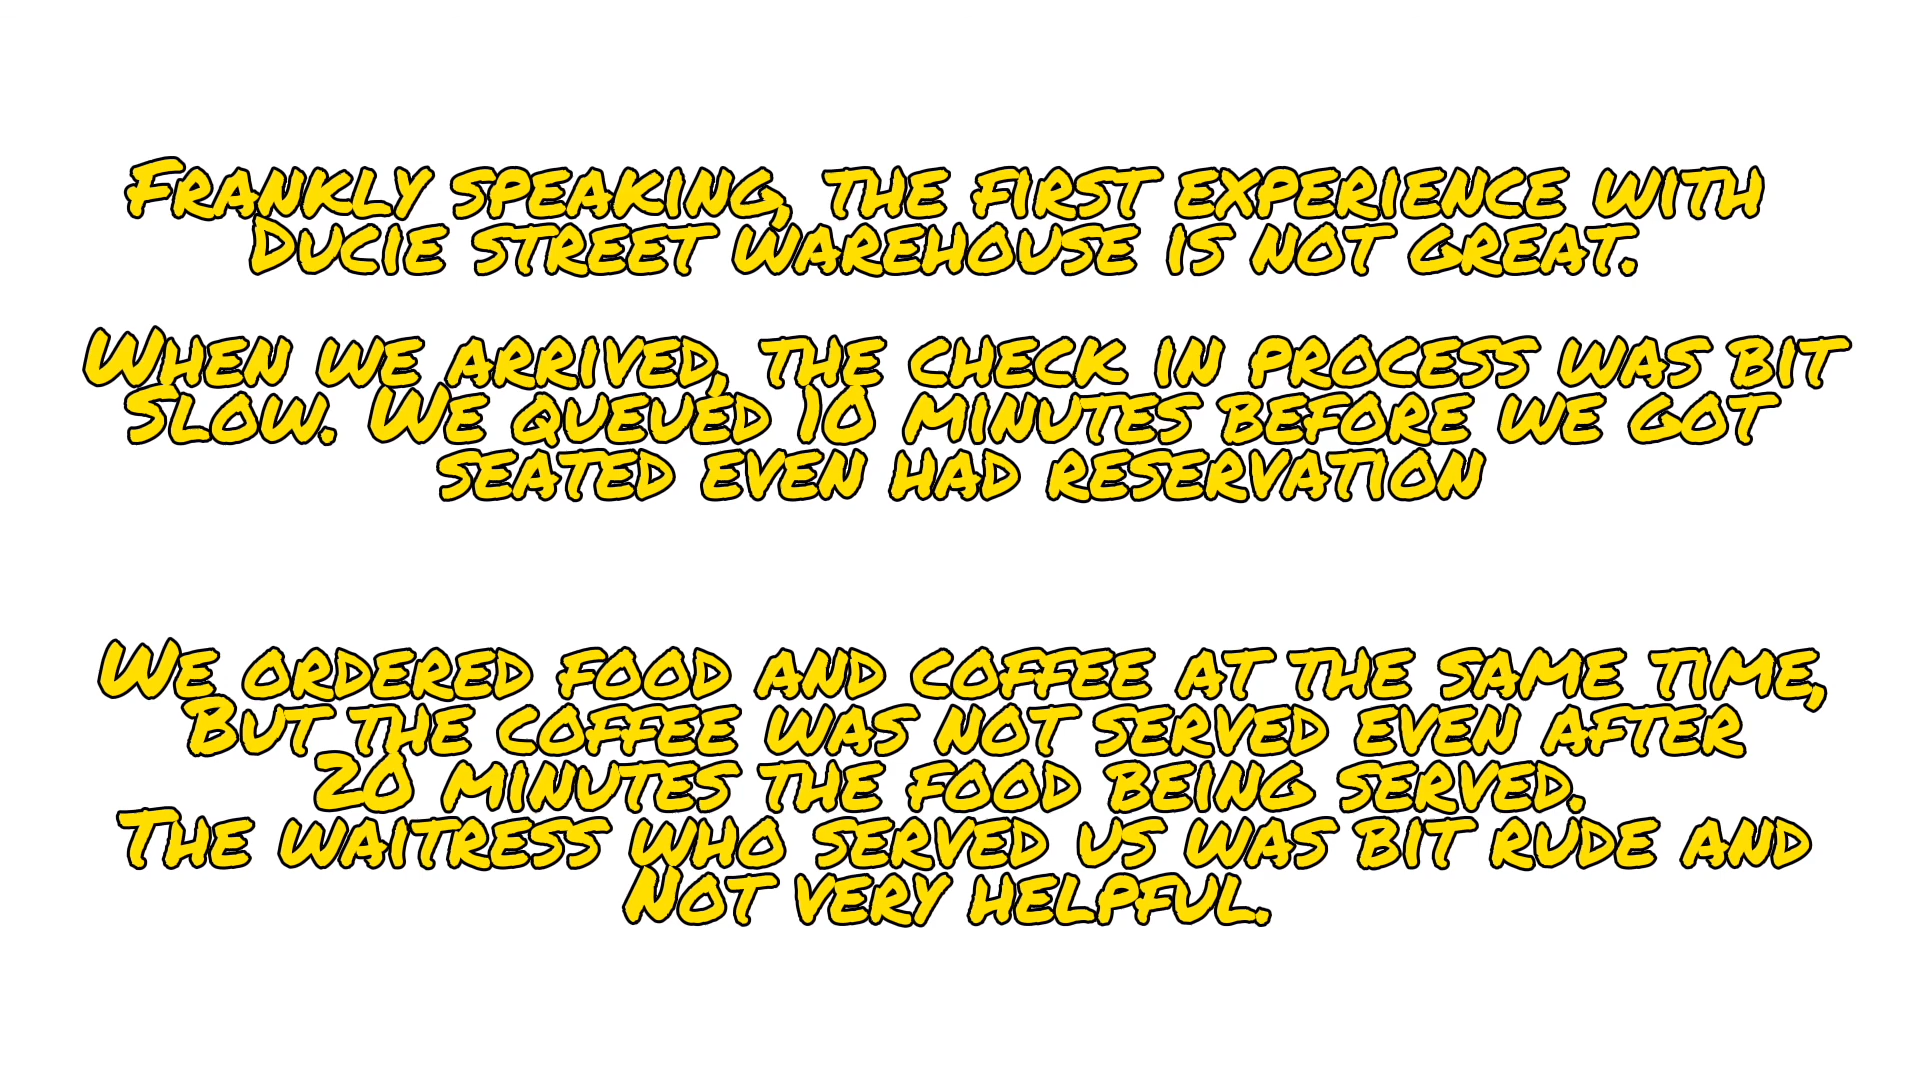 Frankly speaking, the first experience with
Ducie street warehouse is not great.
When we arrived, the check in process was bit
Slow. We queued 10 minutes before we got
seated even had reservation
We ordered food and coffee at the same time,
But the coffee was not served even after
20 minutes the food being served.
The waitress who served us was bit rude and
Not very helpful.